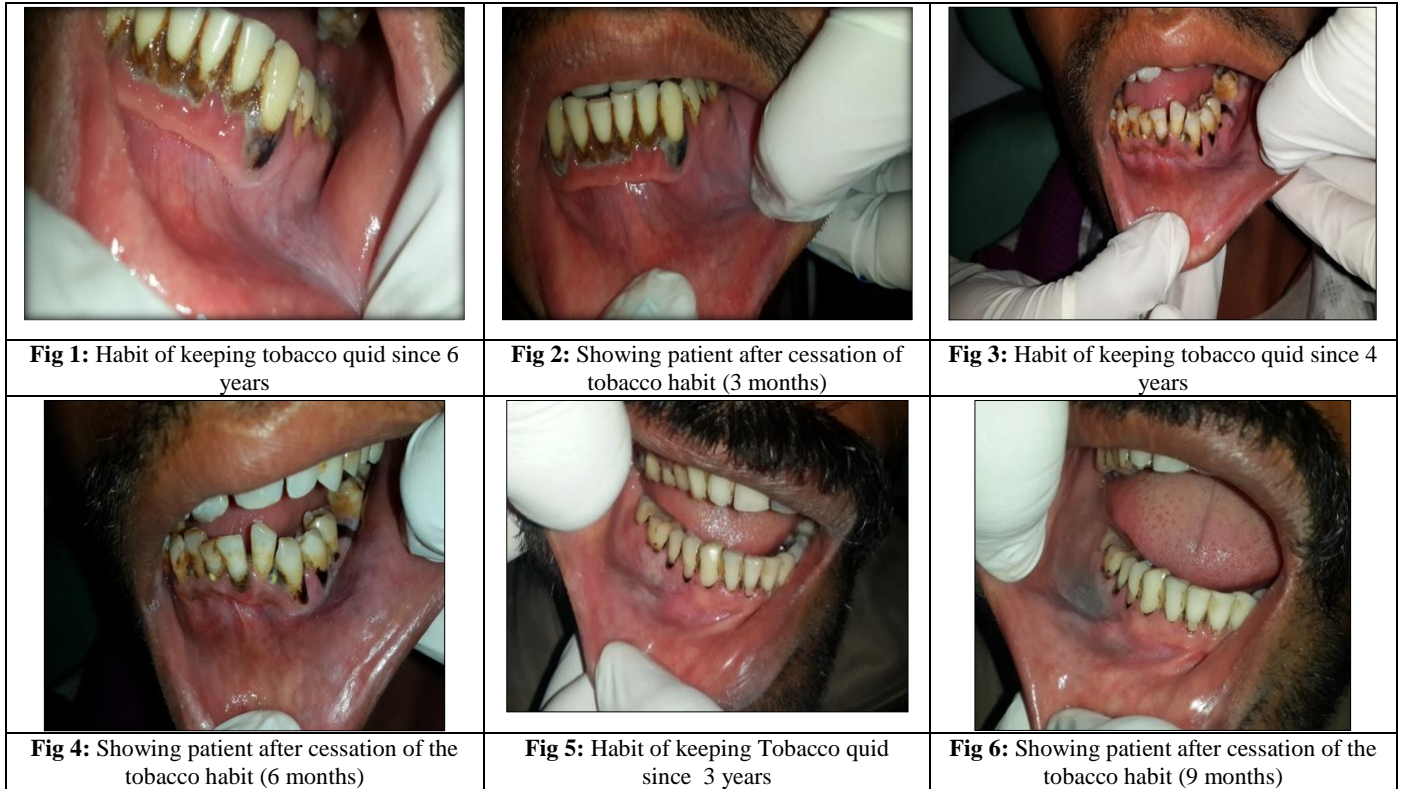 Fig 1: Habit of keeping tobacco quid since 6
years
Fig 2: Showing patient after cessation of
tobacco habit (3 months)
Fig 3: Habit of keeping tobacco quid since 4
years
Fig 4: Showing patient after cessation of the
tobacco habit (6 months)
Fig 5: Habit of keeping Tobacco quid
since 3 years
Fig 6: Showing patient after cessation of the
tobacco habit (9 months)